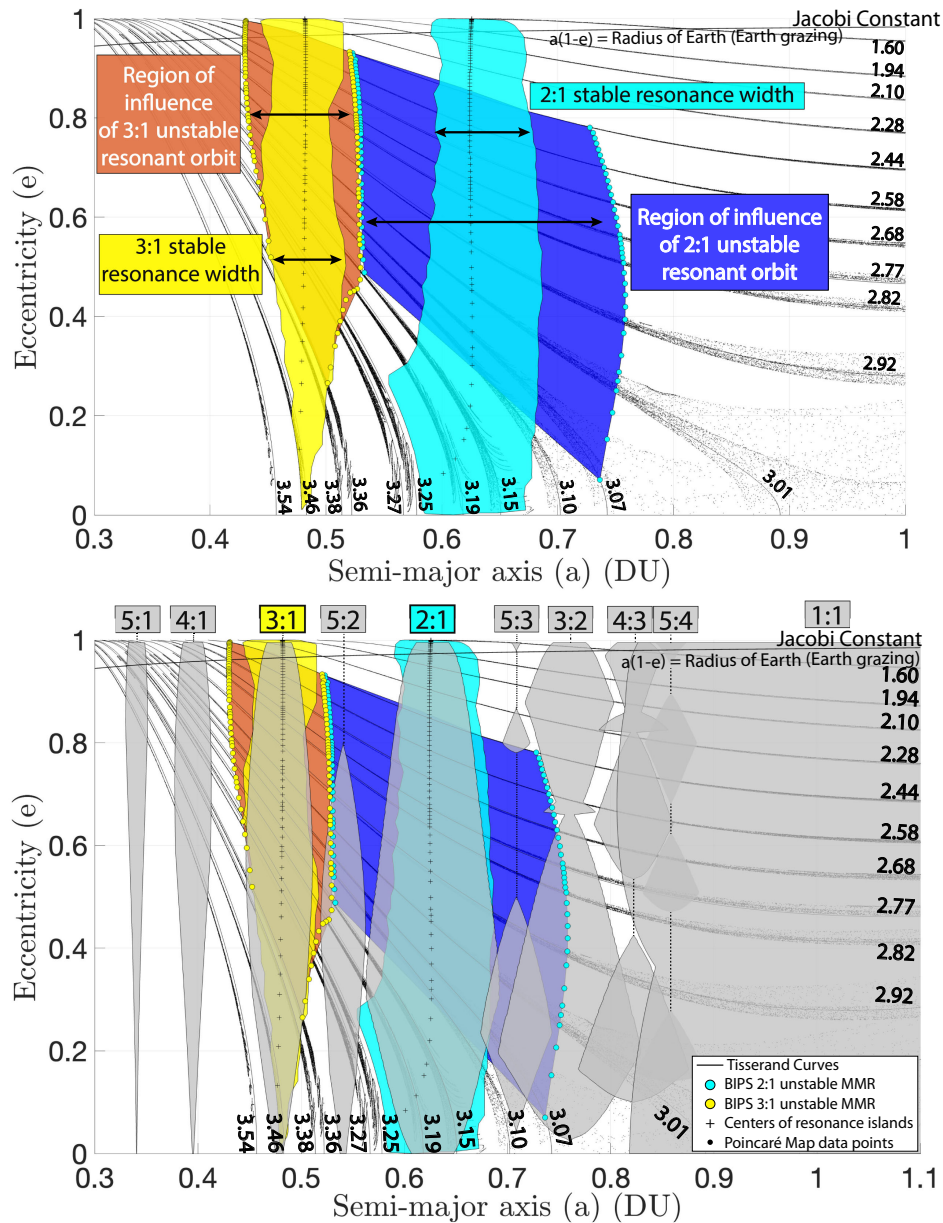 Jacobi Constant
a(1-e) = Radius of Earth (Earth grazing)
1.60
1.94
2.10
2.28
2.44
2.58
2.68
2.77
2.82
2.92
3.01
Region of
influence
of 3:1 unstable
resonant orbit
2:1 stable resonance width
Region of influence
of 2:1 unstable
resonant orbit
3:1 stable
resonance width
3.54
3.46
3.38
3.36
3.27
3.25
3.19
3.15
3.10
3.07
Eccentricity (e)
1
0.8
0.6
0.4
0.2
0
0.3 0.4 0.5 0.6 0.7 0.8 0.9 1
Semi-major axis (a) (DU)
5:1 4:1 3:1 5:2 2:1 5:3 3:2 4:3 5:4 1:1
Jacobi Constant
a(1-e) = Radius of Earth (Earth grazing)
1.60
1.94
2.10
2.28
2.44
2.58
2.68
2.77
2.82
2.92
3.01
3.54
3.46
3.38
3.36
3.27
3.25
3.19
3.15
3.10
3.07
Tisserand Curves
BIPS 2:1 unstable MMR
BIPS 3:1 unstable MMR
Centers of resonance islands
Poincaré Map data points
Eccentricity (e)
1
0.8
0.6
0.4
0.2
0
0.3 0.4 0.5 0.6 0.7 0.8 0.9 1 1.1
Semi-major axis (a) (DU)